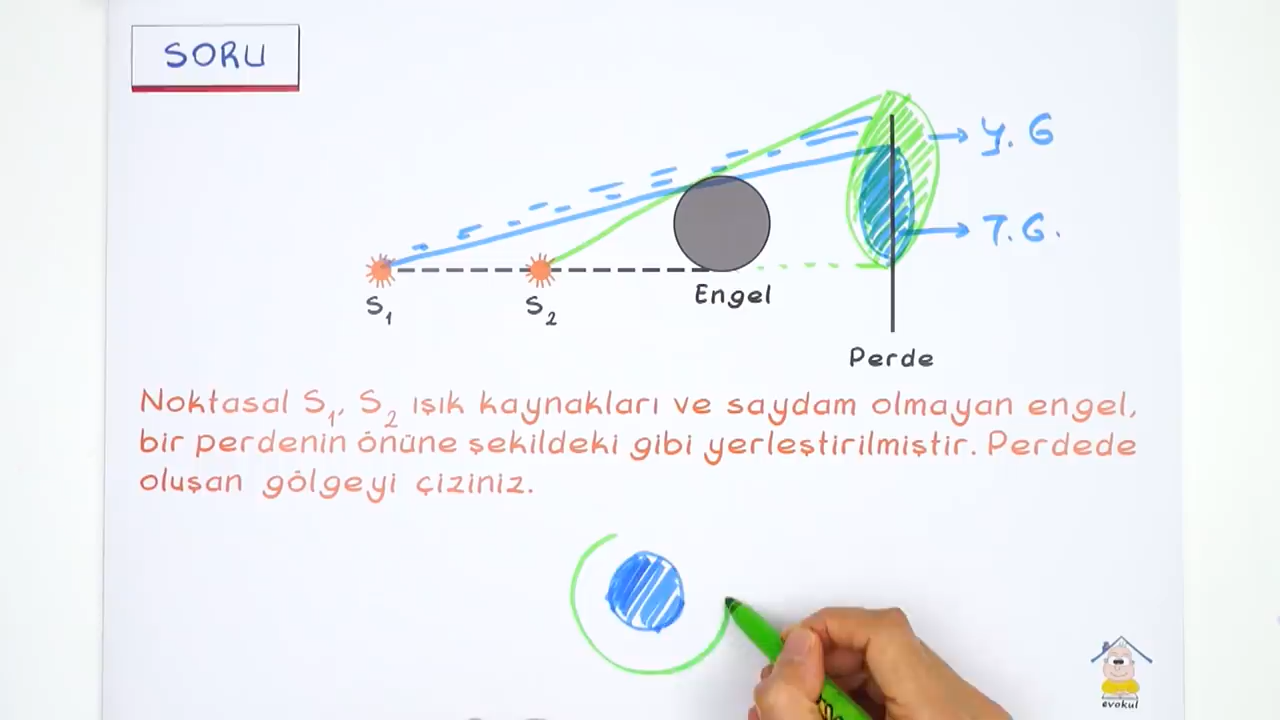 SORU
y. G
T. G.
S1
S2
Engel
Perde
Noktasal S1, S2 ışık kaynakları ve saydam olmayan engel,
bir perdenin önüne şekildeki gibi yerleştirilmiştir. Perdede
oluşan gölgeyi çiziniz.
evokul